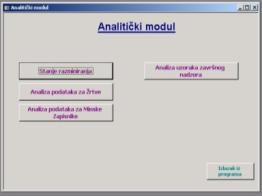 Analitički modul
Analitički modul
Stanje razminiranja
Analiza podataka za Žrtve
Analiza podataka za Minske
Zapisnike
Analiza uzoraka završnog
nadzora
Izlazak iz
programa